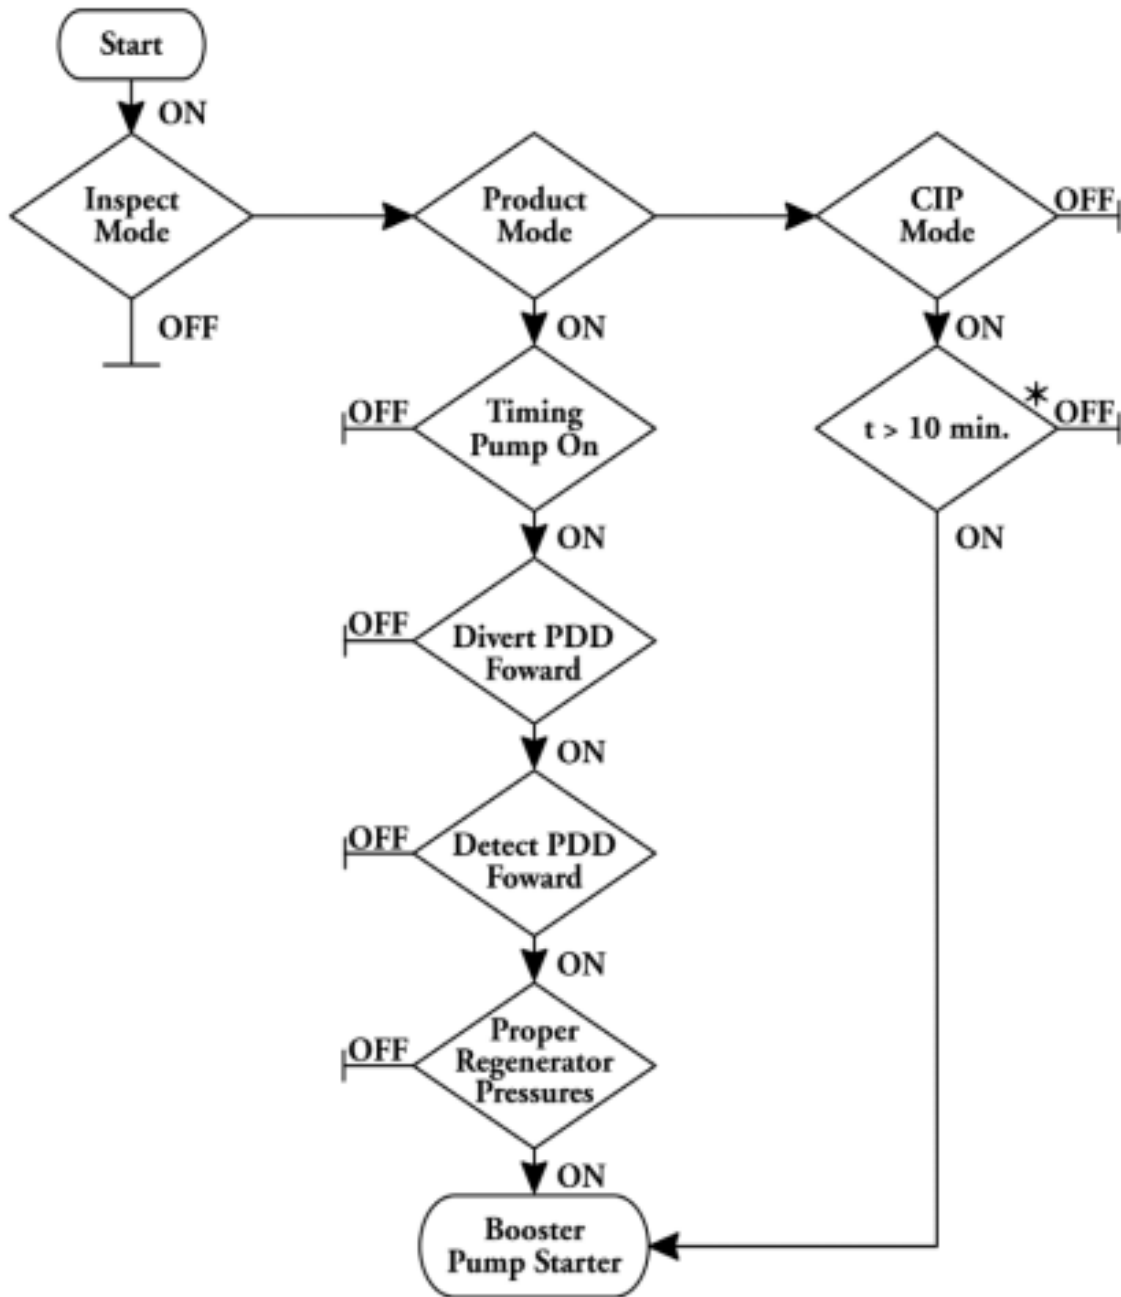 Start
ON
Inspect
Mode
OFF
Product
Mode
CIP
Mode
OFF
ON
ON
Timing
Pump On
OFF
t > 10 min.
*
OFF
ON
ON
Divert PDD
Foward
OFF
ON
Detect PDD
Foward
OFF
ON
Proper
Regenerator
Pressures
OFF
ON
Booster
Pump Starter